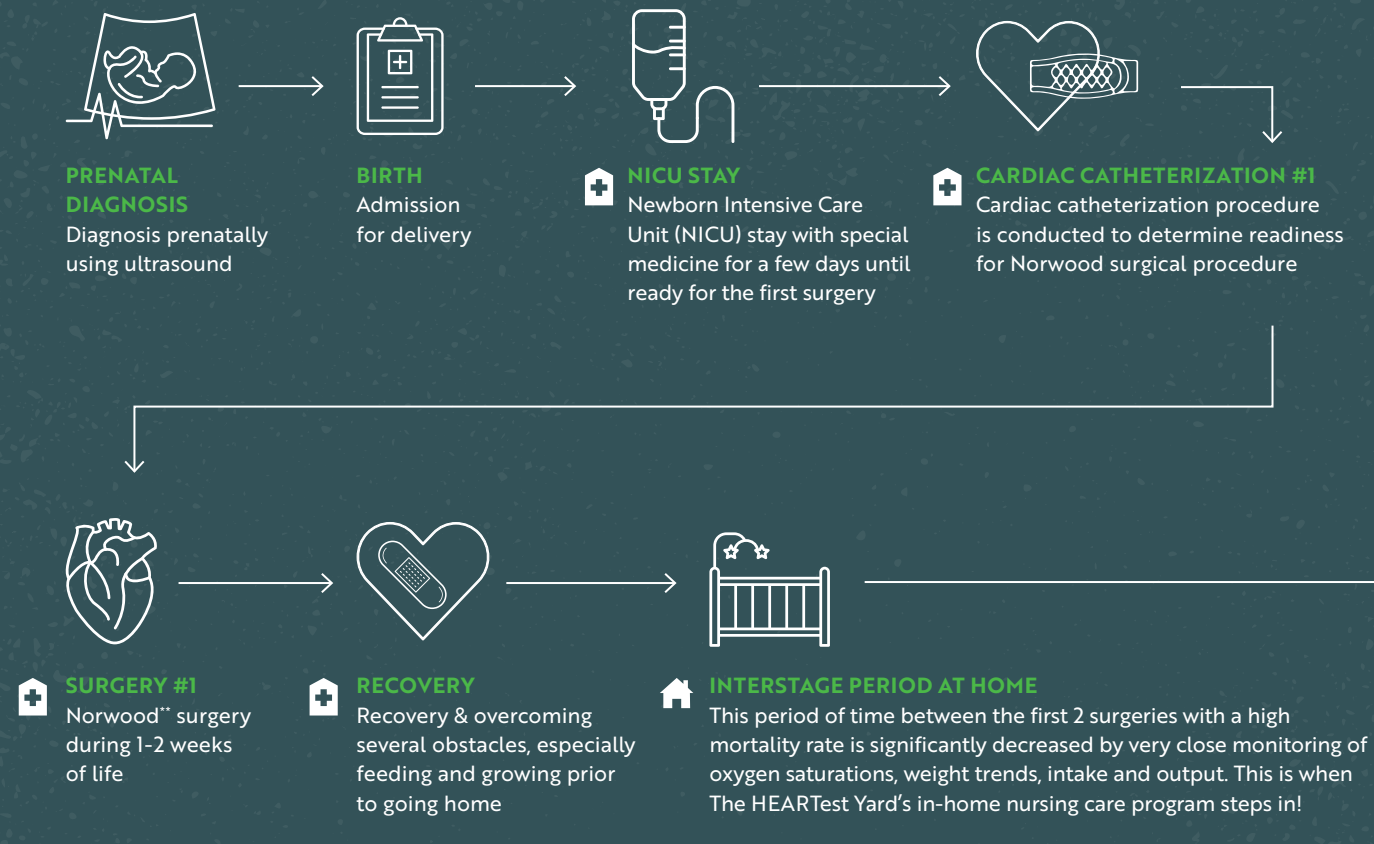 PRENATAL
DIAGNOSIS
Diagnosis prenatally
using ultrasound
BIRTH
Admission
for delivery
NICU STAY
Newborn Intensive Care
Unit (NICU) stay with special
medicine for a few days until
ready for the first surgery
CARDIAC CATHETERIZATION #1
Cardiac catheterization procedure
is conducted to determine readiness
for Norwood surgical procedure
SURGERY #1
Norwood** surgery
during 1-2 weeks
of life
RECOVERY
Recovery & overcoming
several obstacles, especially
feeding and growing prior
to going home
INTERSTAGE PERIOD AT HOME
This period of time between the first 2 surgeries with a high
mortality rate is significantly decreased by very close monitoring of
oxygen saturations, weight trends, intake and output. This is when
The HEARTest Yard’s in-home nursing care program steps in!